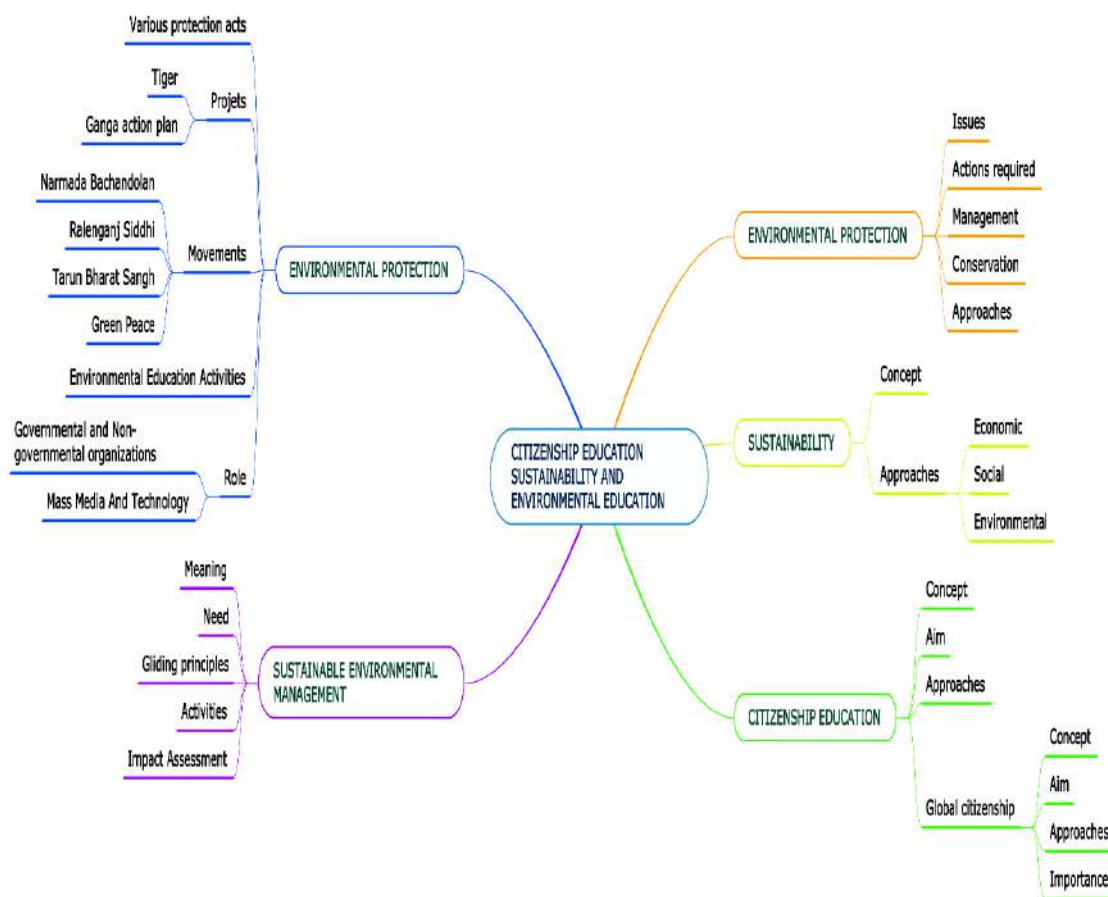 CITIZENSHIP EDUCATION
SUSTAINABILITY AND
ENVIRONMENTAL EDUCATION
ENVIRONMENTAL PROTECTION
Various protection acts
Projets
Tiger
Ganga action plan
Movements
Narmada Bachandolan
Ralenganj Siddhi
Tarun Bharat Sangh
Green Peace
Environmental Education Activities
Role
Governmental and Non-
governmental organizations
Mass Media And Technology
SUSTAINABLE ENVIRONMENTAL
MANAGEMENT
Meaning
Need
Gliding principles
Activities
Impact Assessment
ENVIRONMENTAL PROTECTION
Issues
Actions required
Management
Conservation
Approaches
SUSTAINABILITY
Concept
Approaches
Economic
Social
Environmental
CITIZENSHIP EDUCATION
Concept
Aim
Approaches
Global citizenship
Concept
Aim
Approaches
Importance